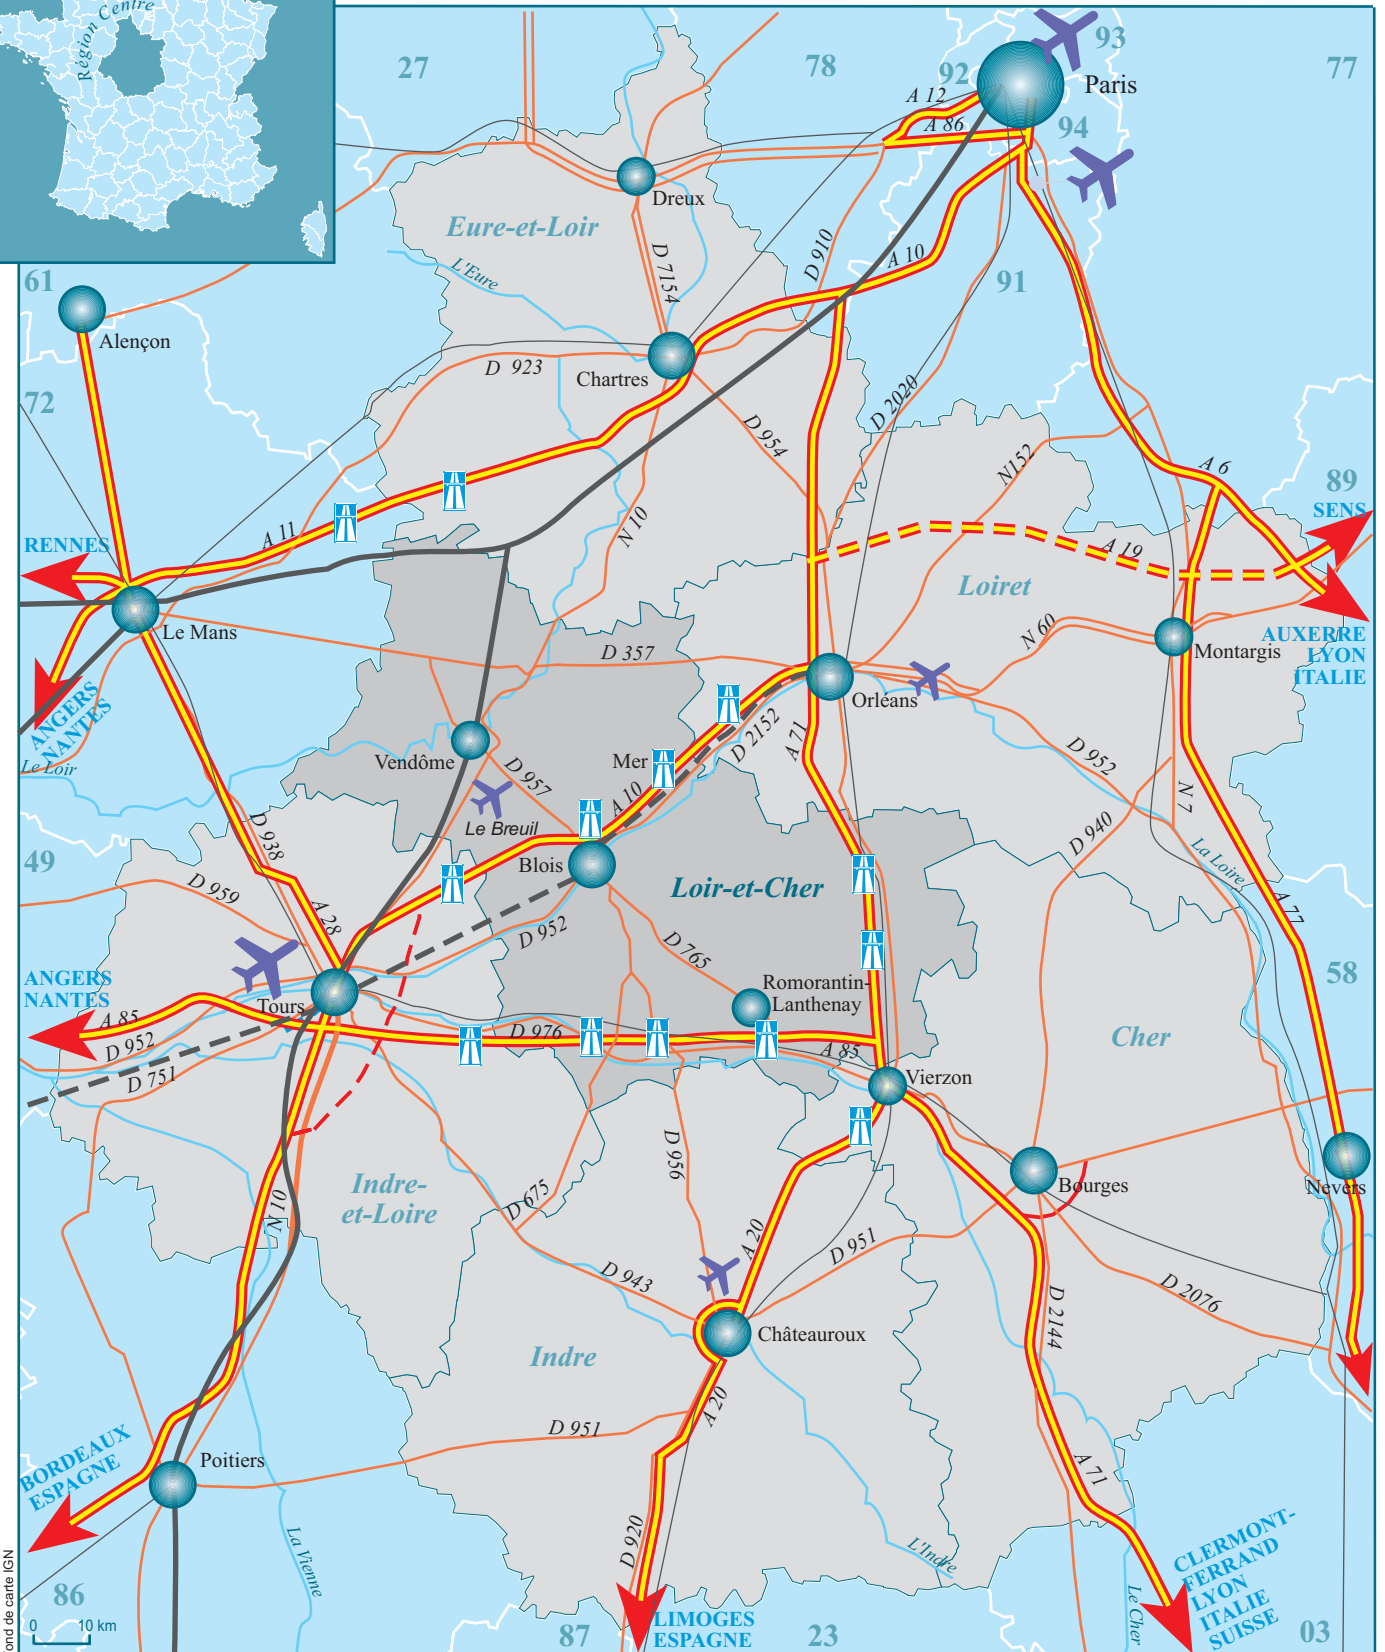 Région Centre
27
78
93
92
Paris
77
A 12
A 86
94
Dreux
Eure-et-Loir
D 7154
D 910
A 10
L'Eure
91
61
Alençon
D 923
Chartres
72
D 2020
D 954
N152
A 6
89
SENS
A 11
N 10
RENNES
A 19
Loiret
Le Mans
N 60
D 357
Montargis
AUXERRE
LYON
ITALIE
Orléans
ANGERS
NANTES
D 2152
A 71
Le Loir
Vendôme
Mer
D 957
A 10
D 952
N 7
Le Breuil
D 938
D 940
49
Blois
La Loire
D 959
Loir-et-Cher
A 77
A 28
D 952
D 765
ANGERS
NANTES
58
Romorantin-
Lanthenay
Tours
A 85
D 952
D 976
Cher
A 85
D 751
Vierzon
D 956
Bourges
Nevers
Indre-
et-Loire
D 675
N 10
A 20
D 951
D 943
D 2076
D 2144
Châteauroux
Indre
A 20
D 951
BORDEAUX
ESPAGNE
Poitiers
A 71
D 920
La Vienne
L'Indre
CLERMONT-
FERRAND
LYON
ITALIE
SUISSE
Le Cher
ond de carte IGN
86
0 10 km
87
LIMOGES
ESPAGNE
23
03